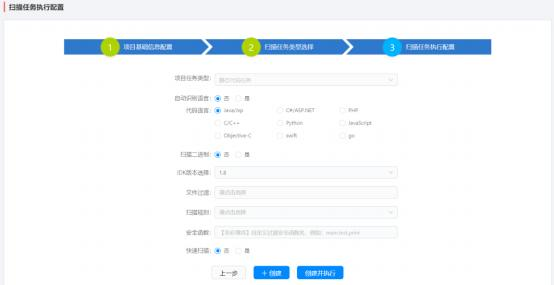 扫描任务执行配置
1 项目基础信息配置 2 扫描任务类型选择 3 扫描任务执行配置
项目任务类型: 静态代码任务
自动识别语言: 否 是
代码语言: Java/Jsp C#/ASP.NET PHP
C/C++ Python JavaScript
Objective-C swift go
扫描二进制: 否 是
JDK版本选择: 1.8
文件过滤: 请点击选择
扫描规则: 请点击选择
安全函数: 自定义过滤安全函数名，例如：main,test,print
快速扫描: 否 是
上一步 + 创建 创建并执行